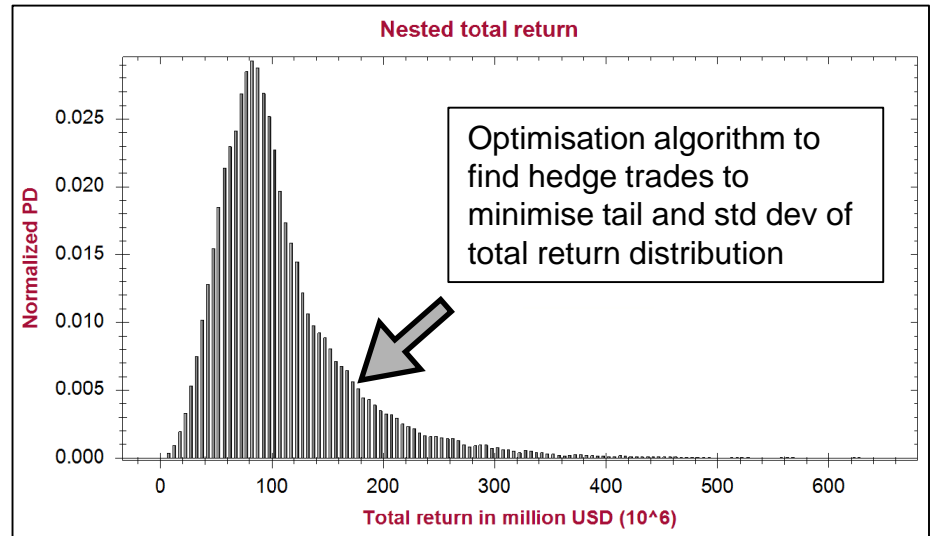 Nested total return
Normalized PD
0.025
0.020
0.015
0.010
0.005
0.000
Optimisation algorithm to
find hedge trades to
minimise tail and std dev of
total return distribution
0
100
200
300
400
500
600
Total return in million USD (10^6)